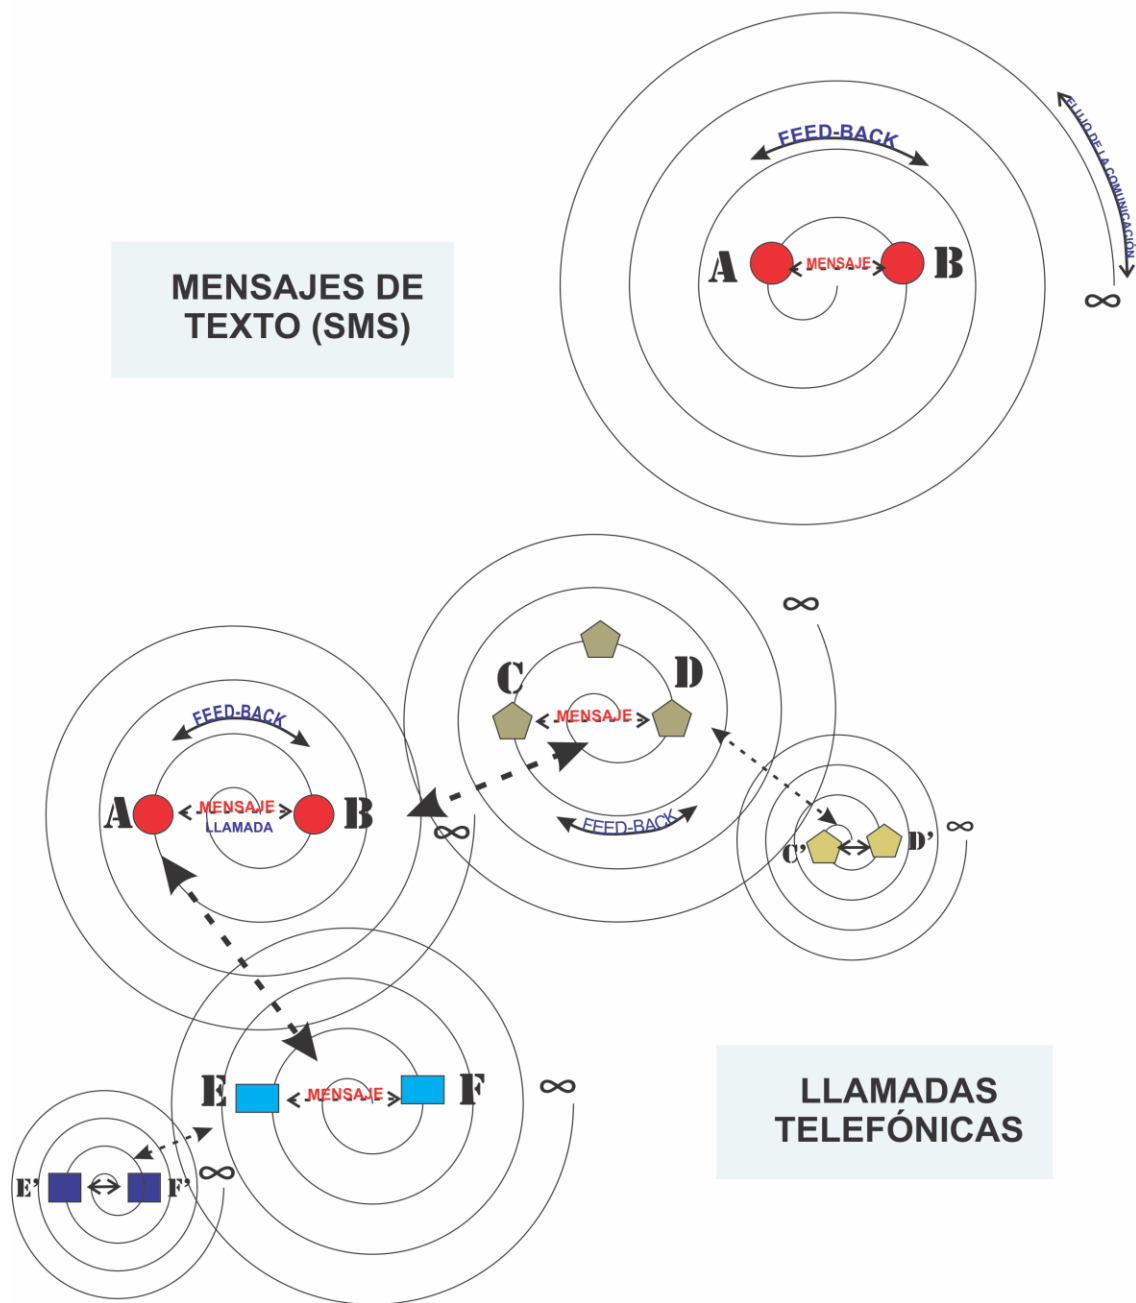 FEED-BACK
FLUJO DE LA COMUNICACIÓN
A
MENSAJE
B
∞
MENSAJES DE
TEXTO (SMS)
∞
C
D
MENSAJE
FEED-BACK
FEED-BACK
A
MENSAJE
LLAMADA
B
∞
C'
D'
∞
E
MENSAJE
F
∞
LLAMADAS
TELEFÓNICAS
E'
F'
∞